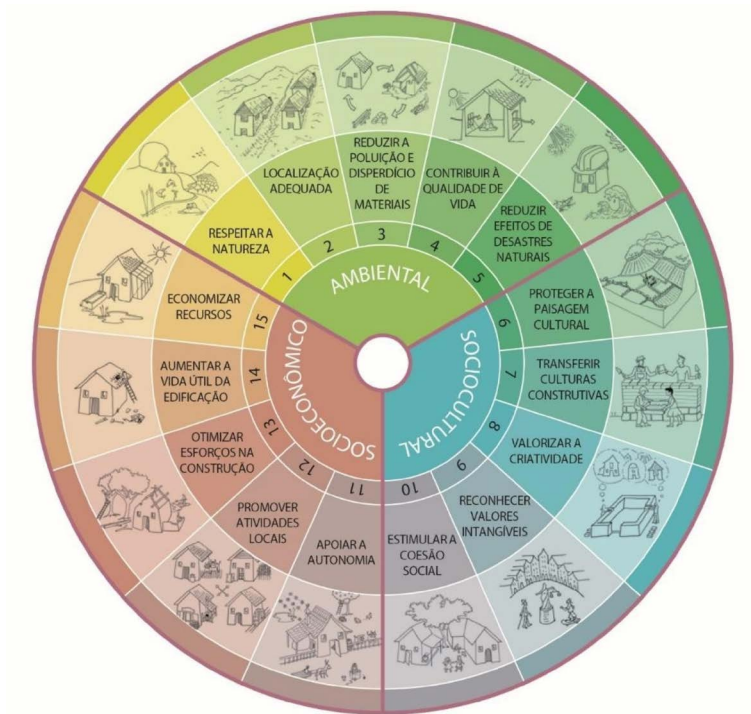 AMBIENTAL
1
RESPEITAR A
NATUREZA
2
LOCALIZAÇÃO
ADEQUADA
3
REDUZIR A
POLUIÇÃO E
DISPERDÍCIO
DE
MATERIAIS
4
CONTRIBUIR À
QUALIDADE DE
VIDA
5
REDUZIR
EFEITOS DE
DESASTRES
NATURAIS
SOCIOCULTURAL
6
PROTEGER A
PAISAGEM
CULTURAL
7
TRANSFERIR
CULTURAS
CONSTRUTIVAS
8
VALORIZAR A
CRIATIVIDADE
9
RECONHECER
VALORES
INTANGÍVEIS
10
ESTIMULAR A
COESÃO
SOCIAL
SOCIOECONÔMICO
11
APOIAR A
AUTONOMIA
12
PROMOVER
ATIVIDADES
LOCAIS
13
OTIMIZAR
ESFORÇOS NA
CONSTRUÇÃO
14
AUMENTAR A
VIDA ÚTIL DA
EDIFICAÇÃO
15
ECONOMIZAR
RECURSOS